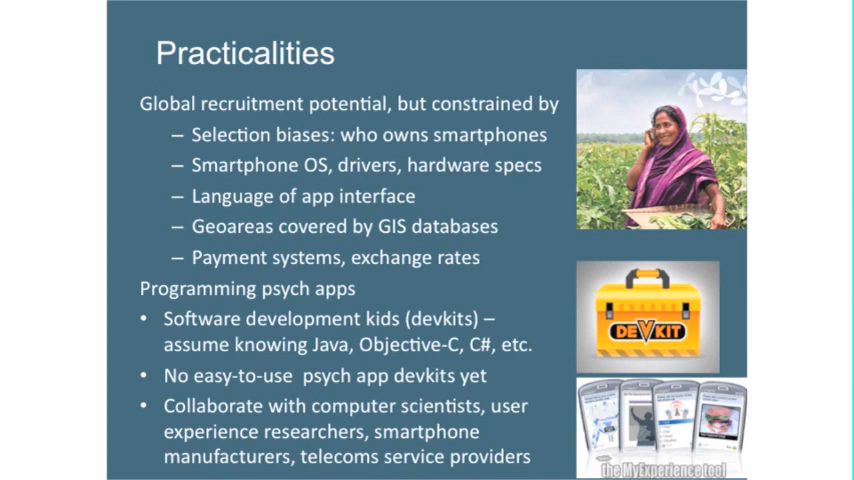 Practicalities
Global recruitment potential, but constrained by
– Selection biases: who owns smartphones
– Smartphone OS, drivers, hardware specs
– Language of app interface
– Geoareas covered by GIS databases
– Payment systems, exchange rates
Programming psych apps
• Software development kids (devkits) –
assume knowing Java, Objective-C, C#, etc.
• No easy-to-use psych app devkits yet
• Collaborate with computer scientists, user
experience researchers, smartphone
manufacturers, telecoms service providers
DEVKIT
the MyExperience tool